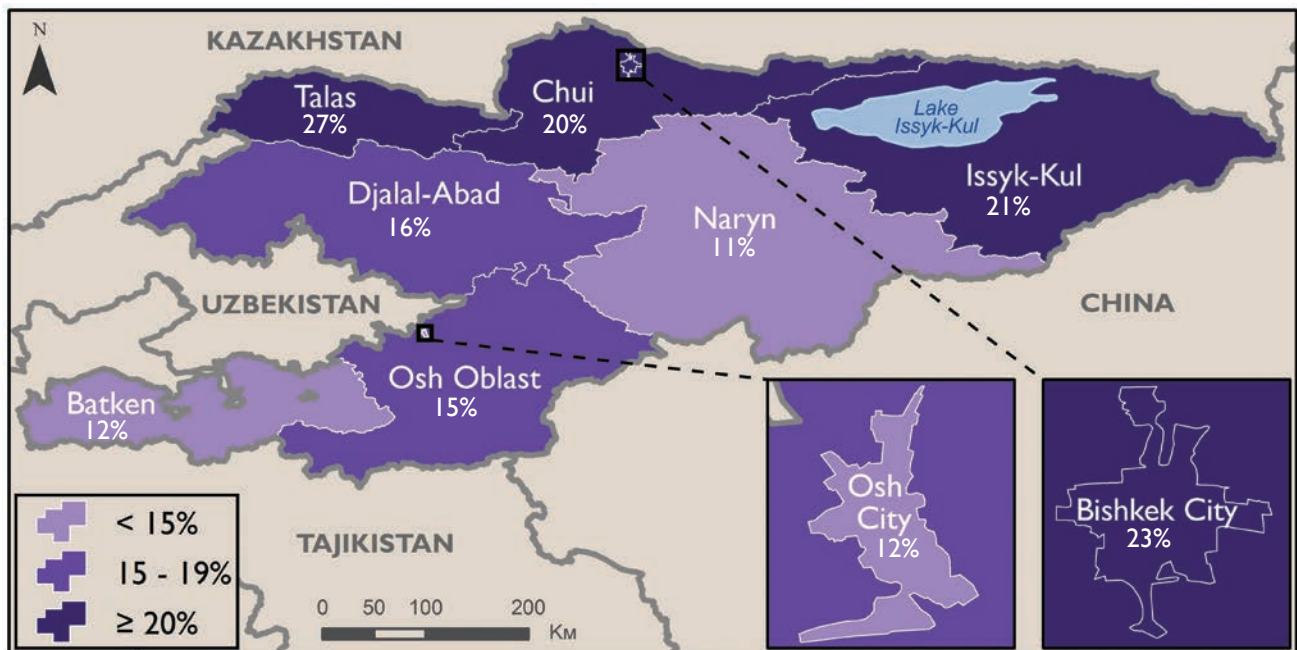 N
KAZAKHSTAN
Talas
27%
Chui
20%
Lake
Issyk-Kul
Issyk-Kul
21%
Djalal-Abad
16%
Naryn
11%
UZBEKISTAN
CHINA
Osh Oblast
15%
Batken
12%
Osh
City
12%
Bishkek City
23%
< 15%
15 - 19%
≥ 20%
TAJIKISTAN
0 50 100 200
Km